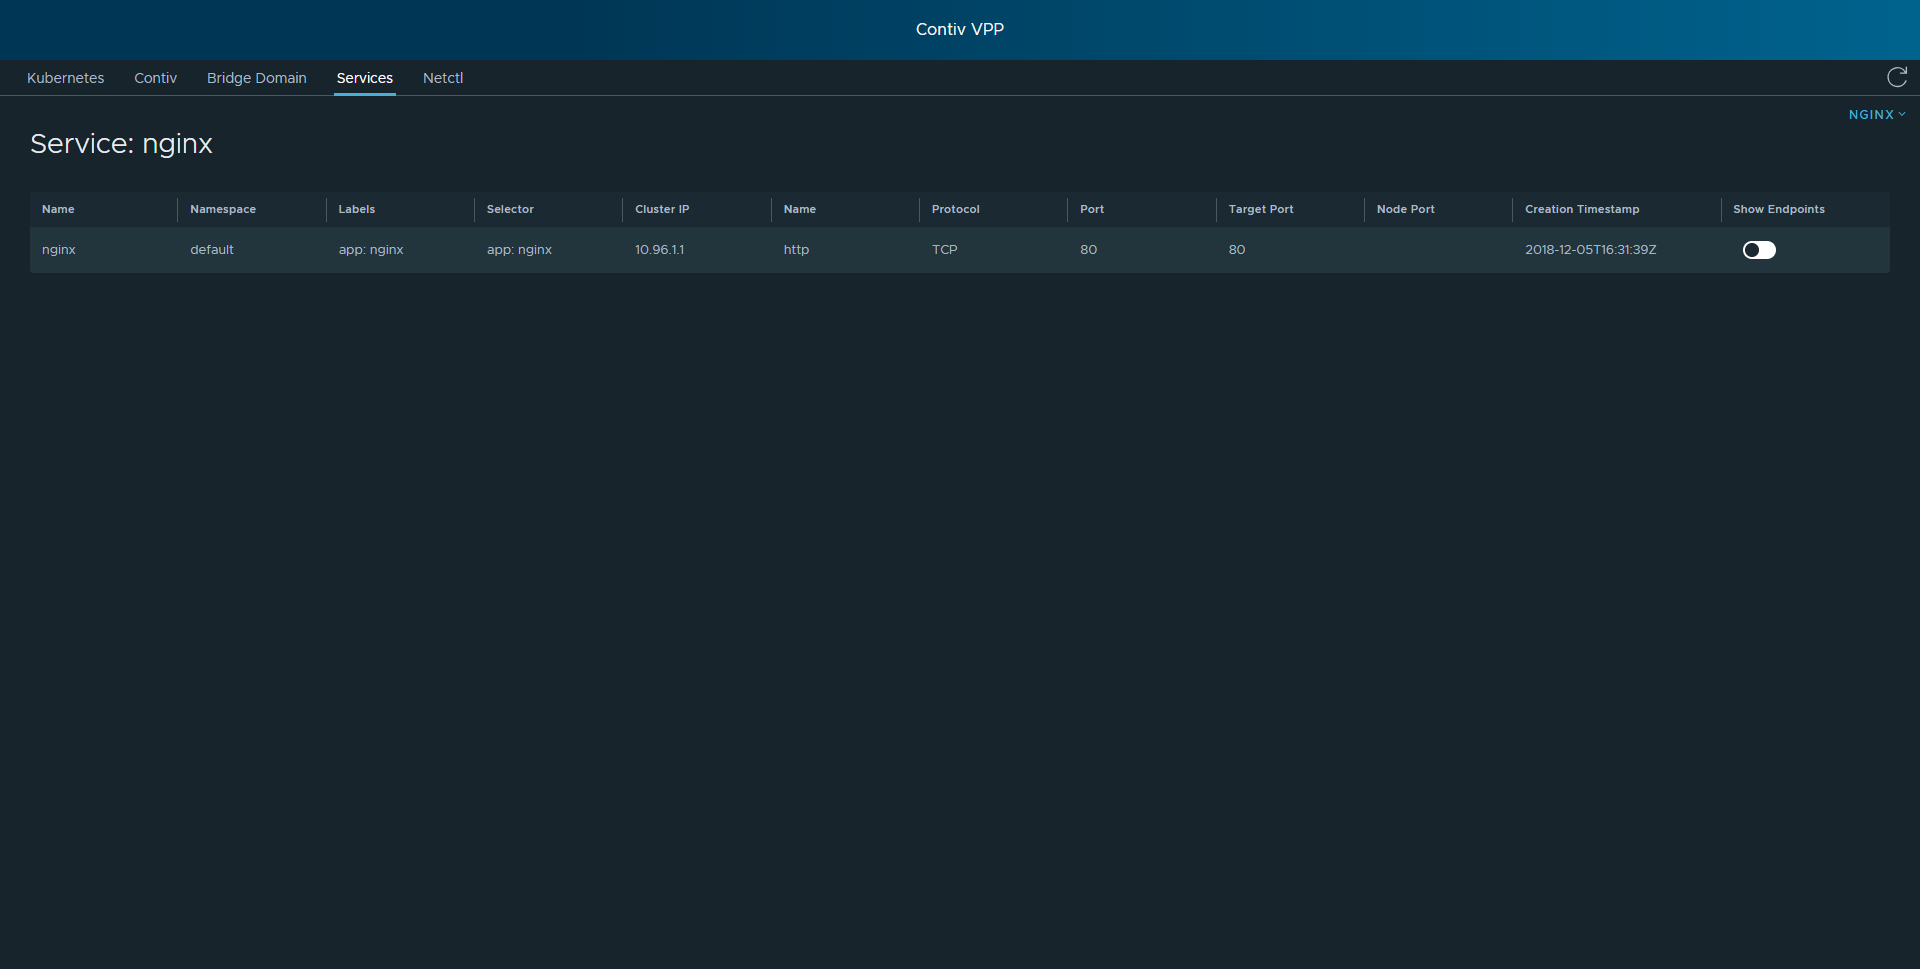 Contiv VPP
Kubernetes Contiv Bridge Domain Services Netctl
NGINX
Service: nginx
Name Namespace Labels Selector Cluster IP Name Protocol Port Target Port Node Port Creation Timestamp Show Endpoints
nginx default app: nginx app: nginx 10.96.1.1 http TCP 80 80 2018-12-05T16:31:39Z